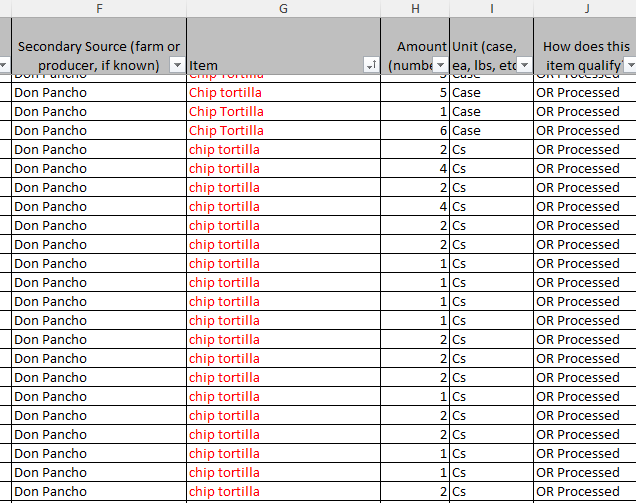 F G H I J
Secondary Source (farm or Amount Unit (case, How does this
producer, if known) Item (numbe ea, lbs, etc item qualify
Don Pancho Chip Tortilla 3 Case OR Processed
Don Pancho Chip tortilla 5 Case OR Processed
Don Pancho Chip Tortilla 1 Case OR Processed
Don Pancho Chip Tortilla 6 Case OR Processed
Don Pancho chip tortilla 2 Cs OR Processed
Don Pancho chip tortilla 4 Cs OR Processed
Don Pancho chip tortilla 2 Cs OR Processed
Don Pancho chip tortilla 4 Cs OR Processed
Don Pancho chip tortilla 2 Cs OR Processed
Don Pancho chip tortilla 2 Cs OR Processed
Don Pancho chip tortilla 1 Cs OR Processed
Don Pancho chip tortilla 1 Cs OR Processed
Don Pancho chip tortilla 1 Cs OR Processed
Don Pancho chip tortilla 1 Cs OR Processed
Don Pancho chip tortilla 2 Cs OR Processed
Don Pancho chip tortilla 2 Cs OR Processed
Don Pancho chip tortilla 2 Cs OR Processed
Don Pancho chip tortilla 1 Cs OR Processed
Don Pancho chip tortilla 2 Cs OR Processed
Don Pancho chip tortilla 2 Cs OR Processed
Don Pancho chip tortilla 1 Cs OR Processed
Don Pancho chip tortilla 1 Cs OR Processed
Don Pancho chip tortilla 2 Cs OR Processed